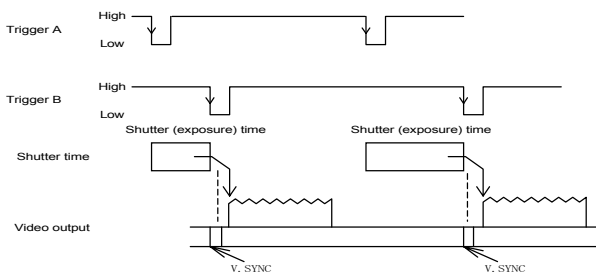 High
Trigger A
Low
High
Trigger B
Low
Shutter (exposure) time Shutter (exposure) time
Shutter time
Video output
V. SYNC V. SYNC